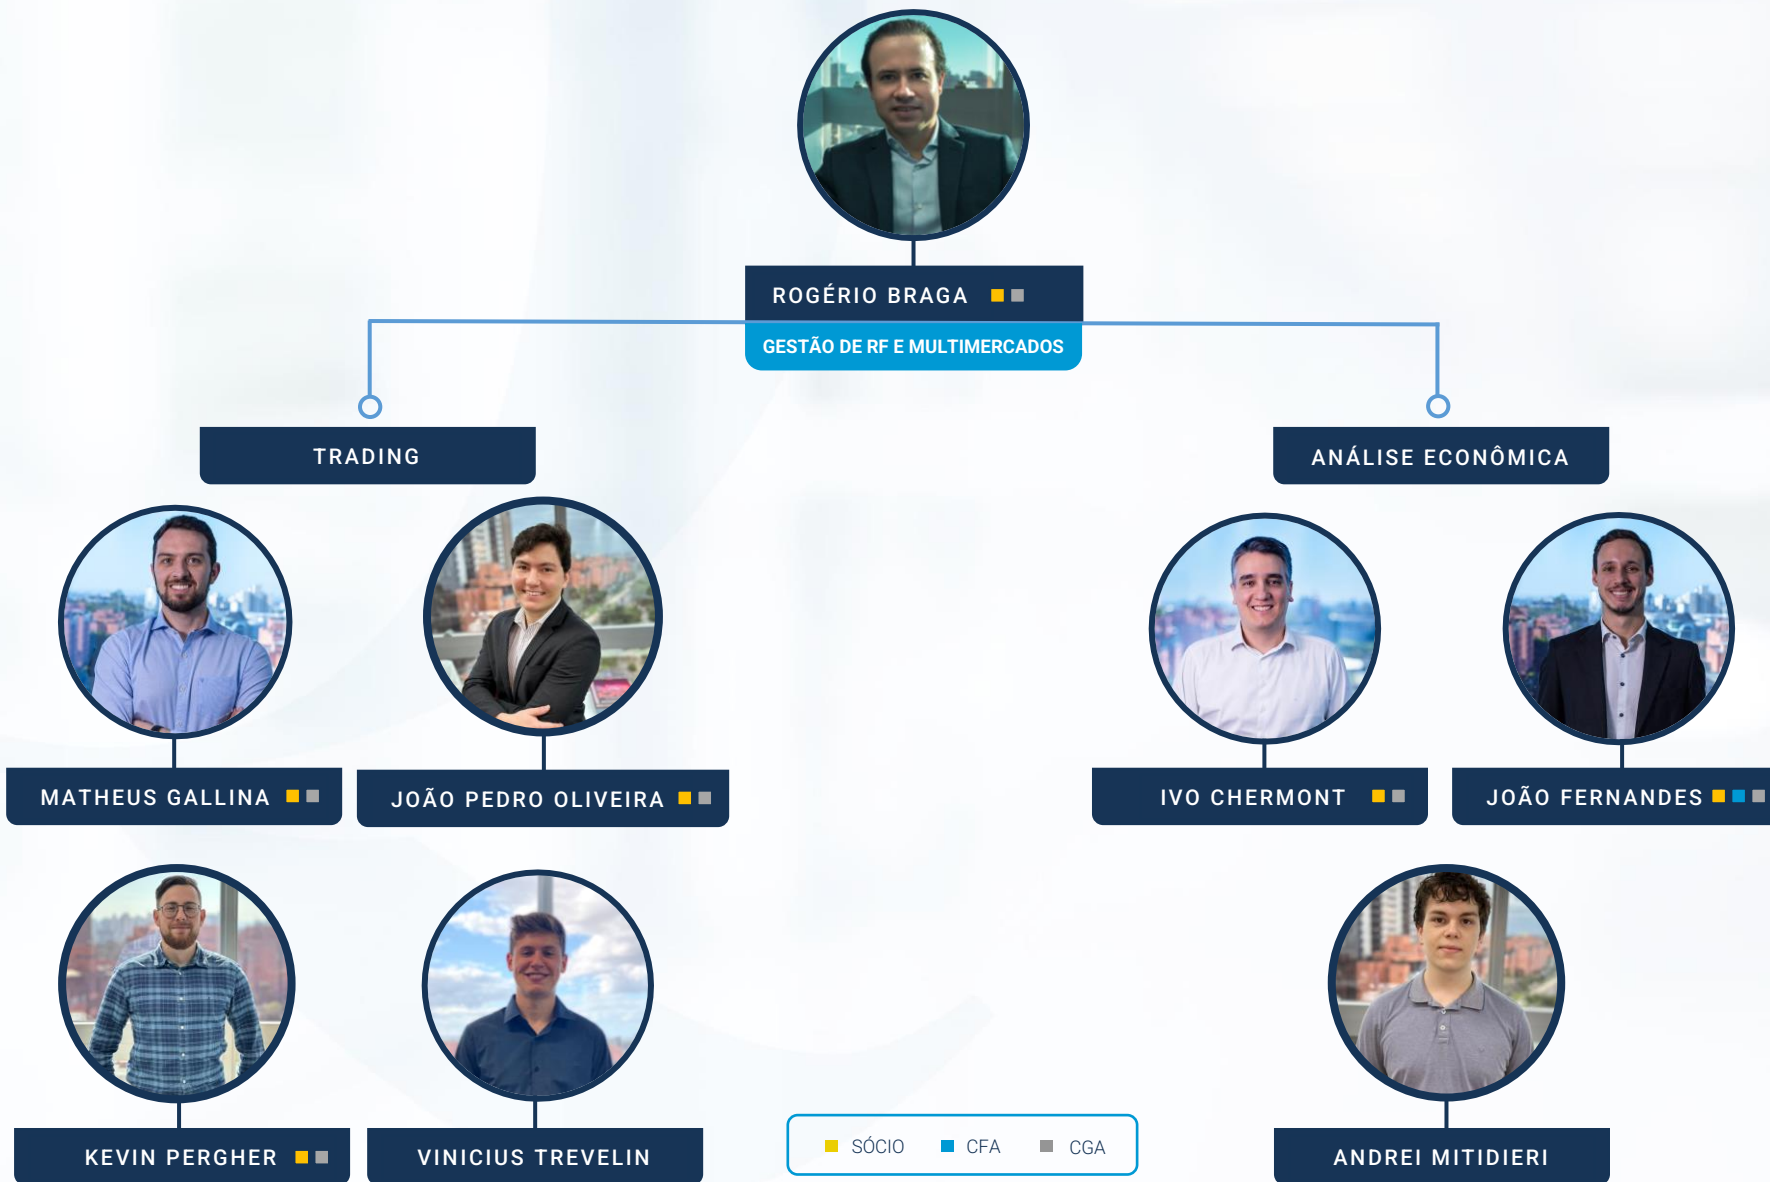 ROGÉRIO BRAGA
GESTÃO DE RF E MULTIMERCADOS
TRADING
ANÁLISE ECONÔMICA
MATHEUS GALLINA
JOÃO PEDRO OLIVEIRA
IVO CHERMONT
JOÃO FERNANDES
KEVIN PERGHER
VINICIUS TREVELIN
ANDREI MITIDIERI
SÓCIO CFA CGA